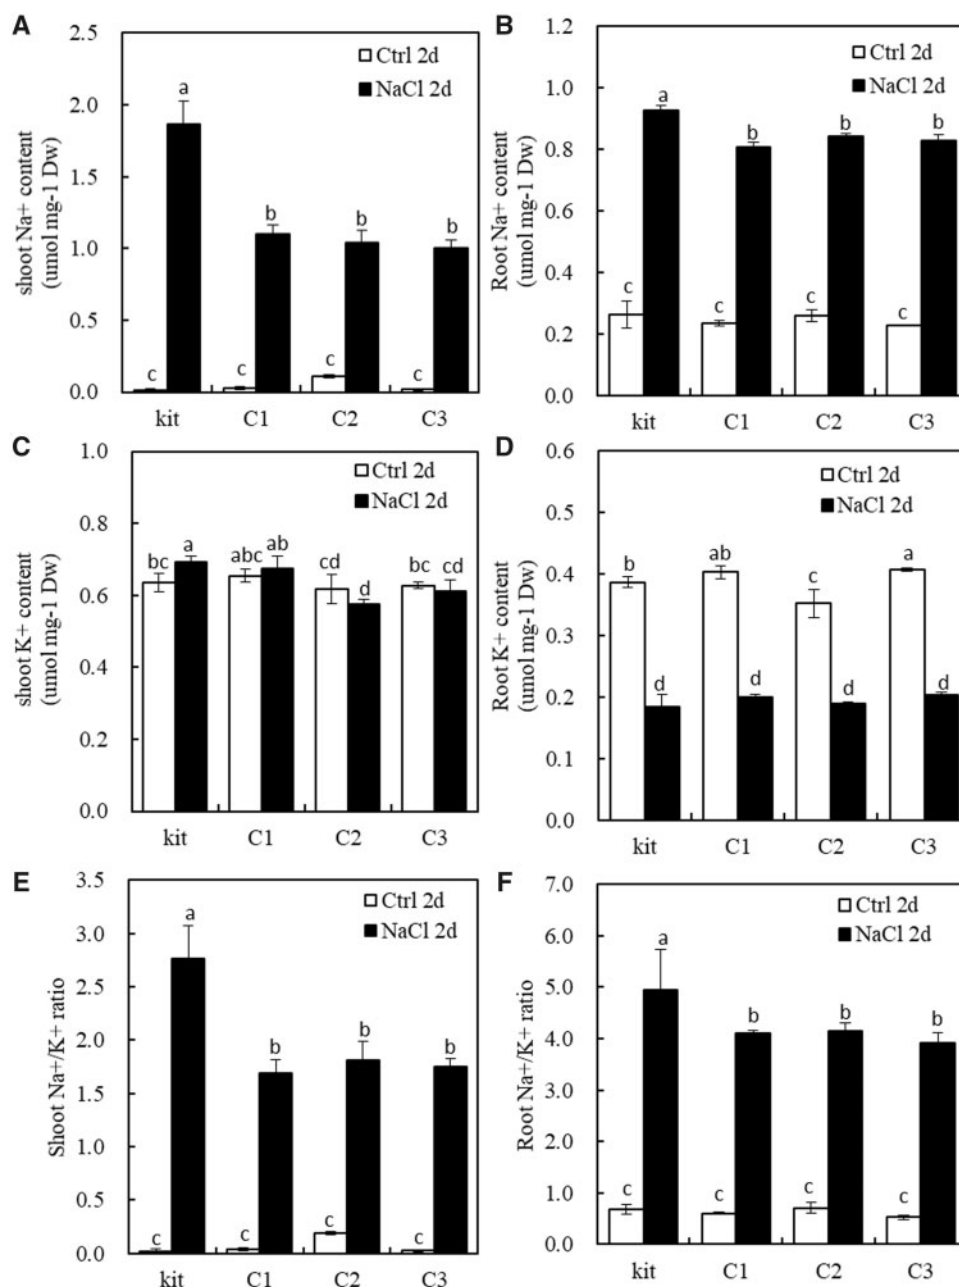 A
shoot Na+ content
(umol mg-1 Dw)
2.5
2.0
1.5
1.0
0.5
0.0
Ctrl 2d
NaCl 2d
c a c b c b c b
kit C1 C2 C3
B
Root Na+ content
(umol mg-1 Dw)
1.2
1.0
0.8
0.6
0.4
0.2
0.0
Ctrl 2d
NaCl 2d
c a c b c b c b
kit C1 C2 C3
C
shoot K+ content
(umol mg-1 Dw)
1.0
0.8
0.6
0.4
0.2
0.0
Ctrl 2d
NaCl 2d
bc a abc ab cd d bc cd
kit C1 C2 C3
D
Root K+ content
(umol mg-1 Dw)
0.6
0.5
0.4
0.3
0.2
0.1
0.0
Ctrl 2d
NaCl 2d
b d ab d c d a d
kit C1 C2 C3
E
Shoot Na+/K+ ratio
3.5
3.0
2.5
2.0
1.5
1.0
0.5
0.0
Ctrl 2d
NaCl 2d
c a c b c b c b
kit C1 C2 C3
F
Root Na+/K+ ratio
7.0
6.0
5.0
4.0
3.0
2.0
1.0
0.0
Ctrl 2d
NaCl 2d
c a c b c b c b
kit C1 C2 C3